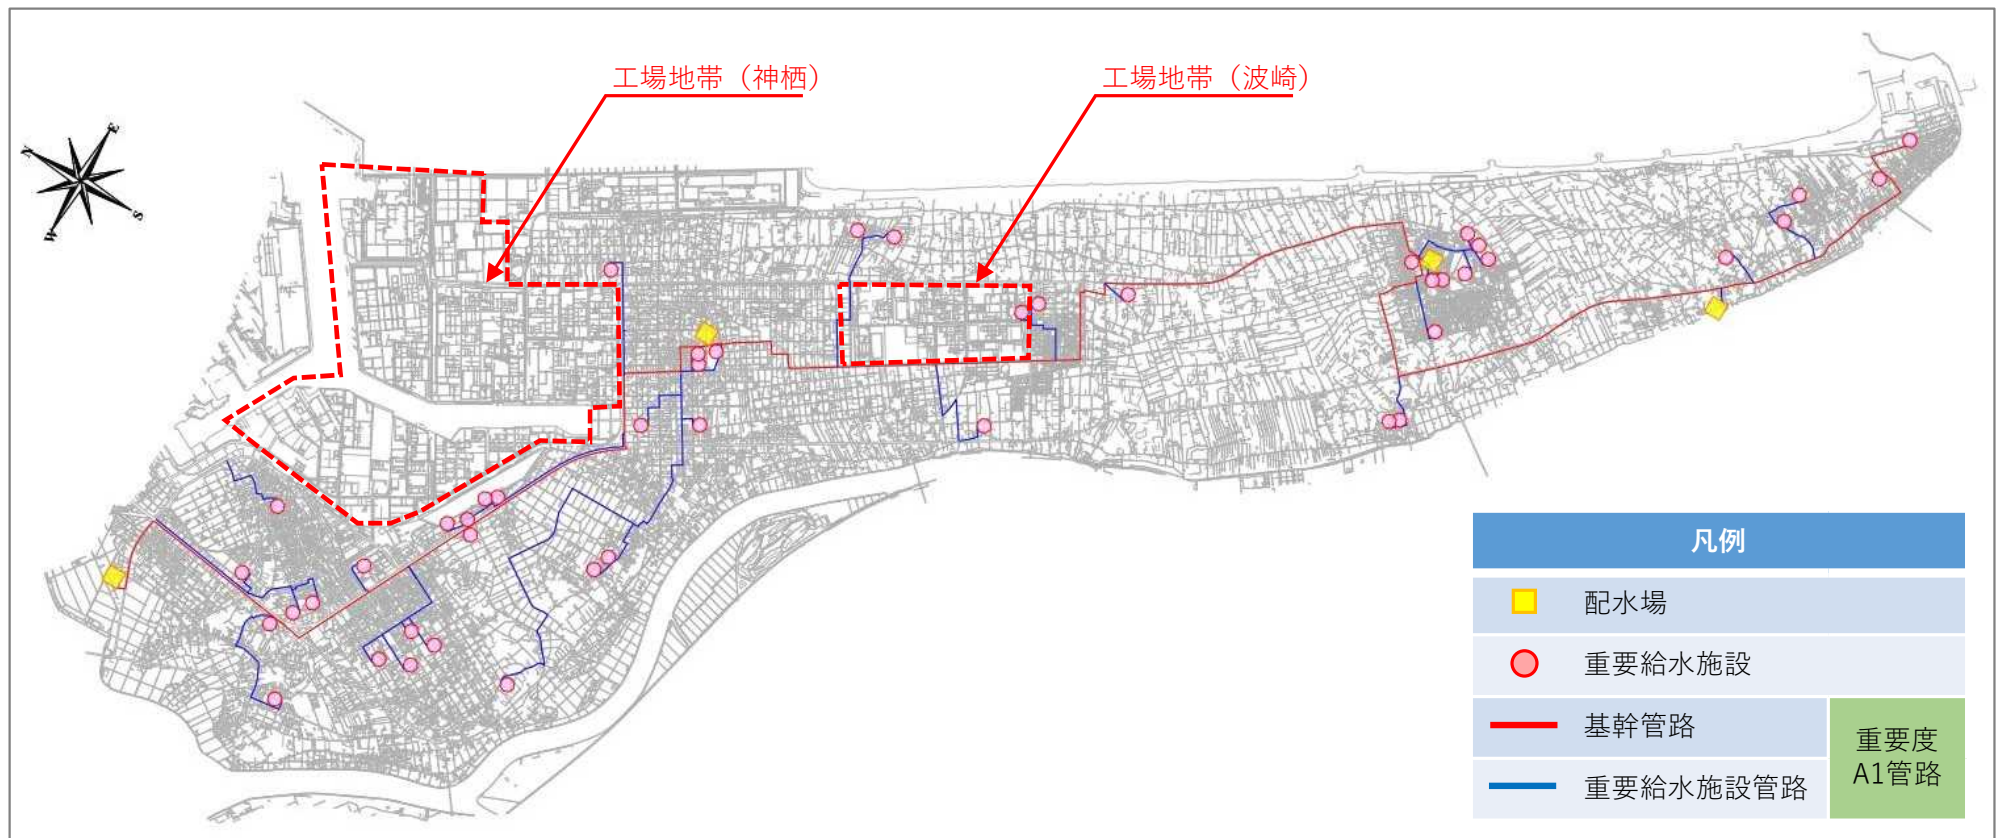 工場地帯（神栖）
工場地帯（波崎）
N
E
W
S
凡例
配水場
重要給水施設
基幹管路
重要給水施設管路
重要度
A1管路